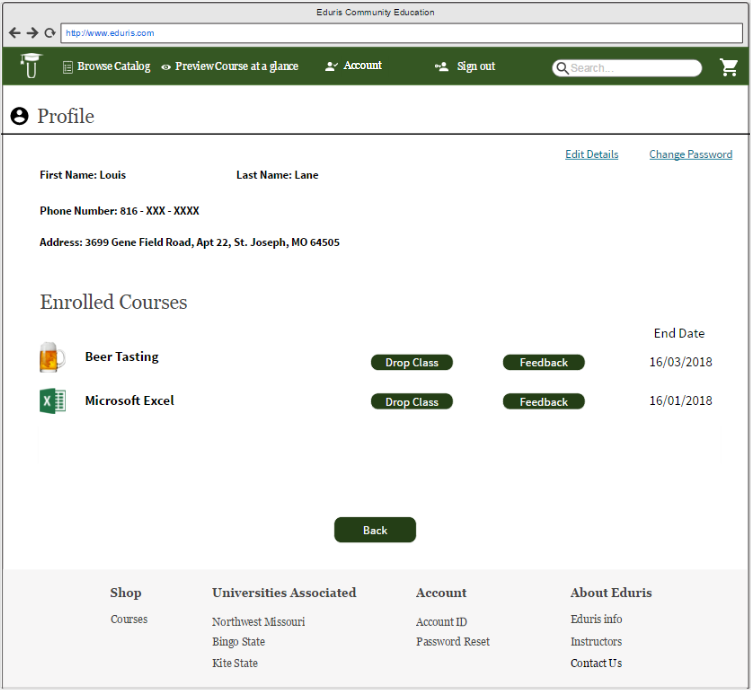 Eduris Community Education
http://www.eduris.com
Browse Catalog Preview Course at a glance Account Sign out Search...
Profile
Edit Details Change Password
First Name: Louis Last Name: Lane
Phone Number: 816 - XXX - XXXX
Address: 3699 Gene Field Road, Apt 22, St. Joseph, MO 64505
Enrolled Courses
End Date
Beer Tasting Drop Class Feedback 16/03/2018
Microsoft Excel Drop Class Feedback 16/01/2018
Back
Shop Universities Associated Account About Eduris
Courses Northwest Missouri Account ID Eduris info
Bingo State Password Reset Instructors
Kite State Contact Us